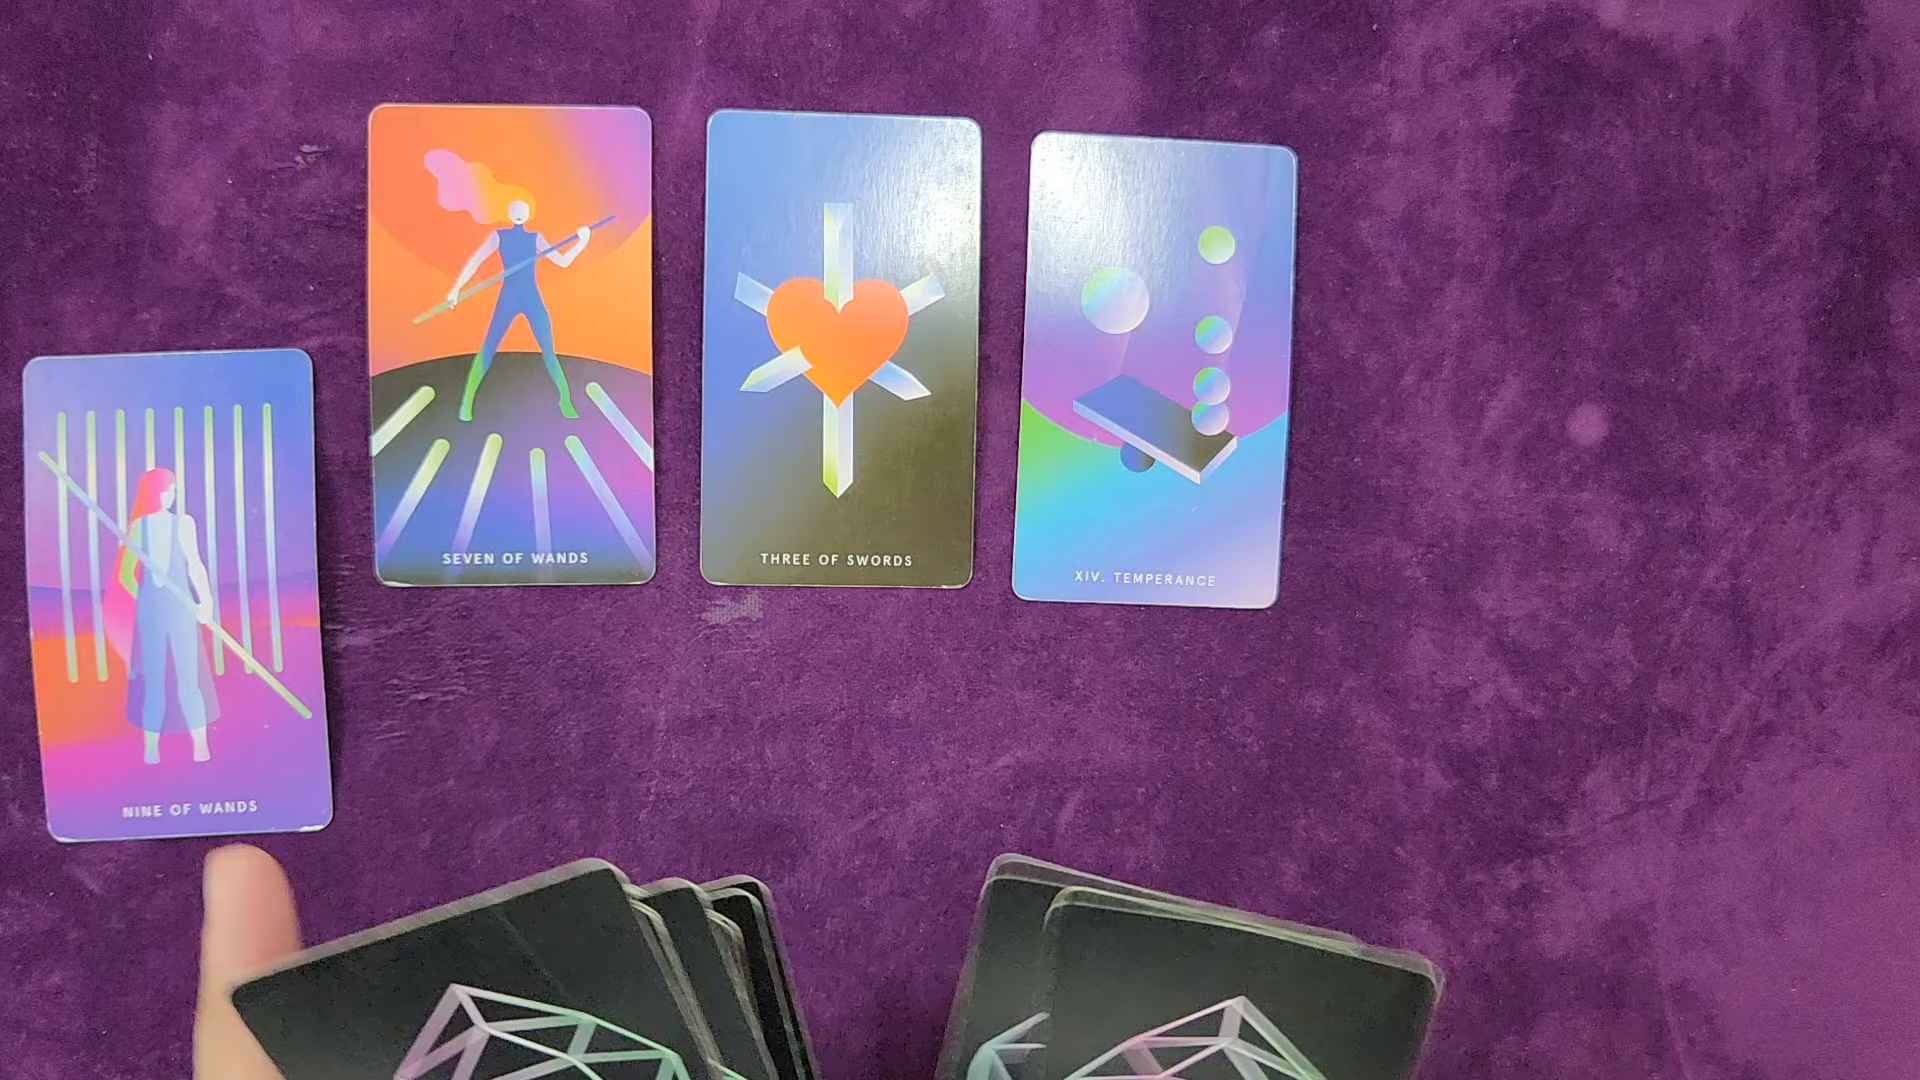 SEVEN OF WANDS
THREE OF SWORDS
XIV. TEMPERANCE
NINE OF WANDS